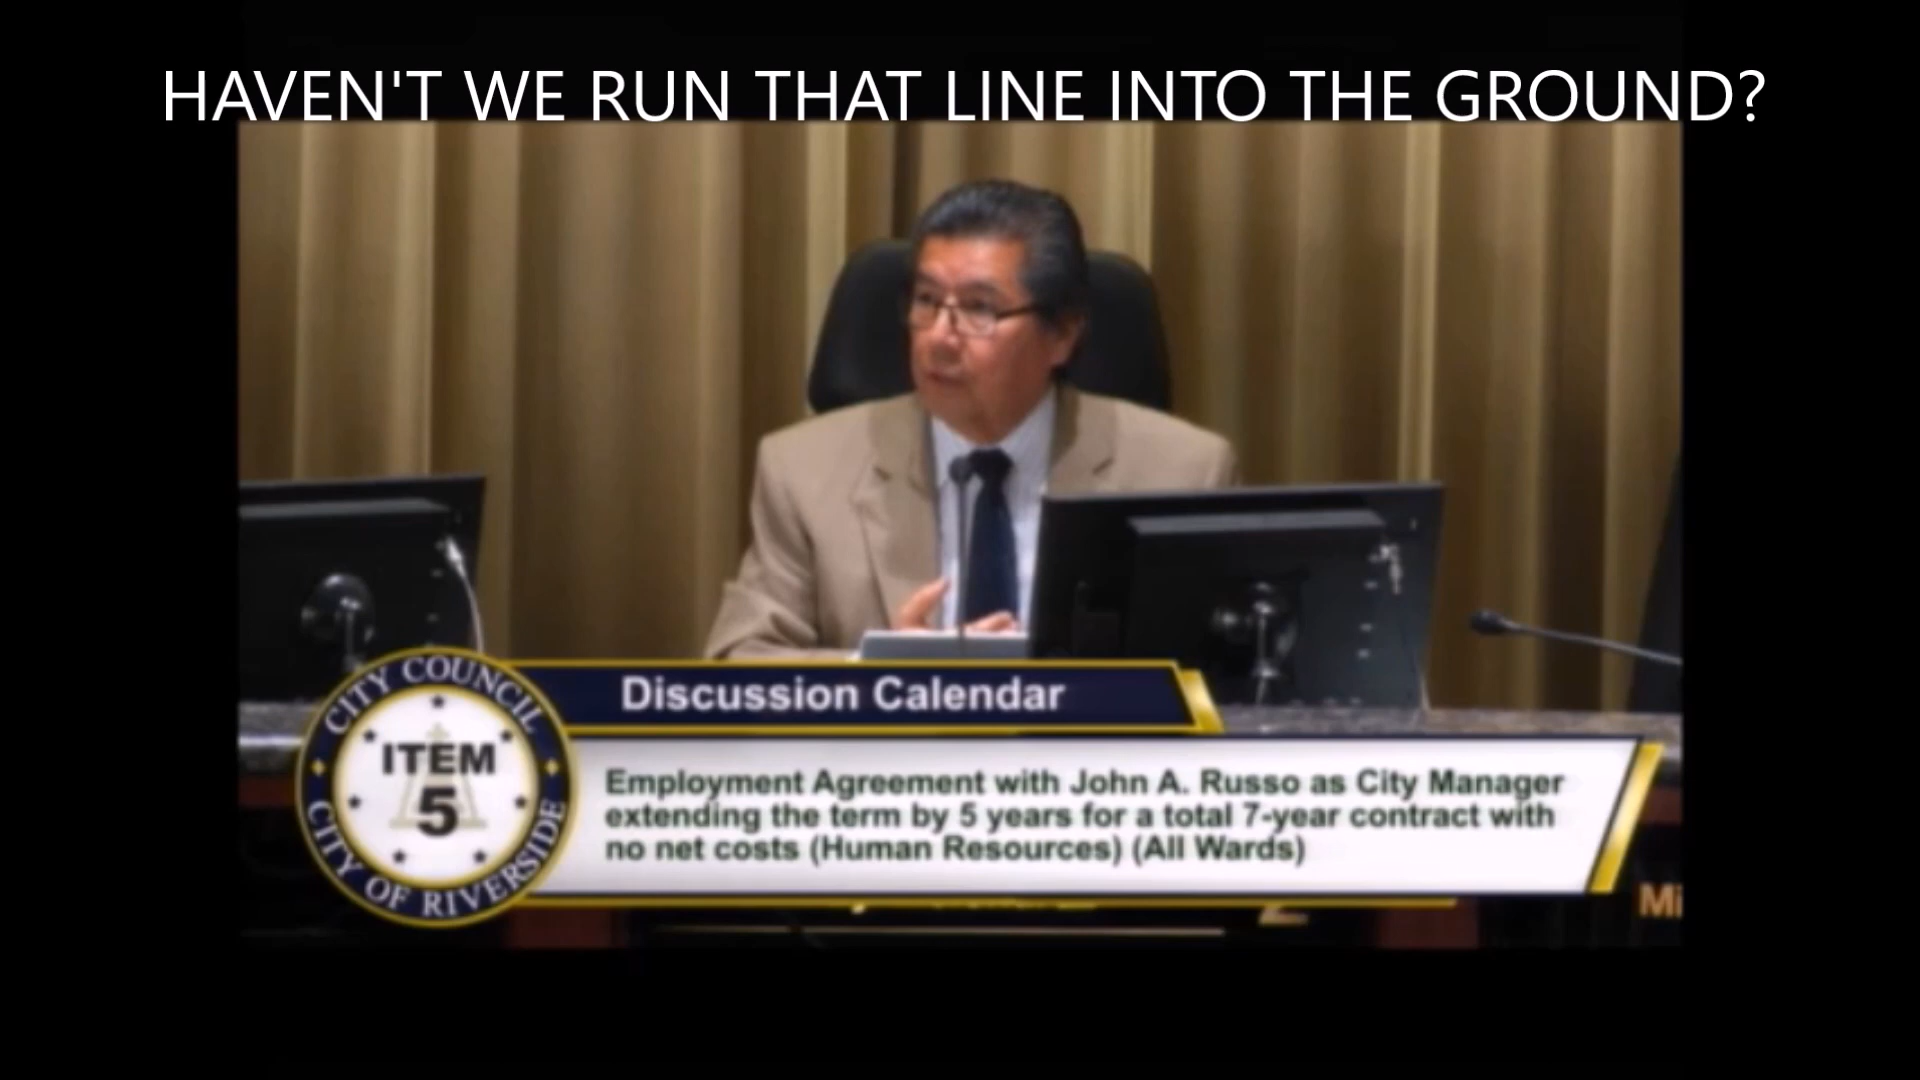 HAVEN'T WE RUN THAT LINE INTO THE GROUND?
Discussion Calendar
CITY COUNCIL
ITEM
5
CITY OF RIVERSIDE
Employment Agreement with John A. Russo as City Manager
extending the term by 5 years for a total 7-year contract with
no net costs (Human Resources) (All Wards)
Mi